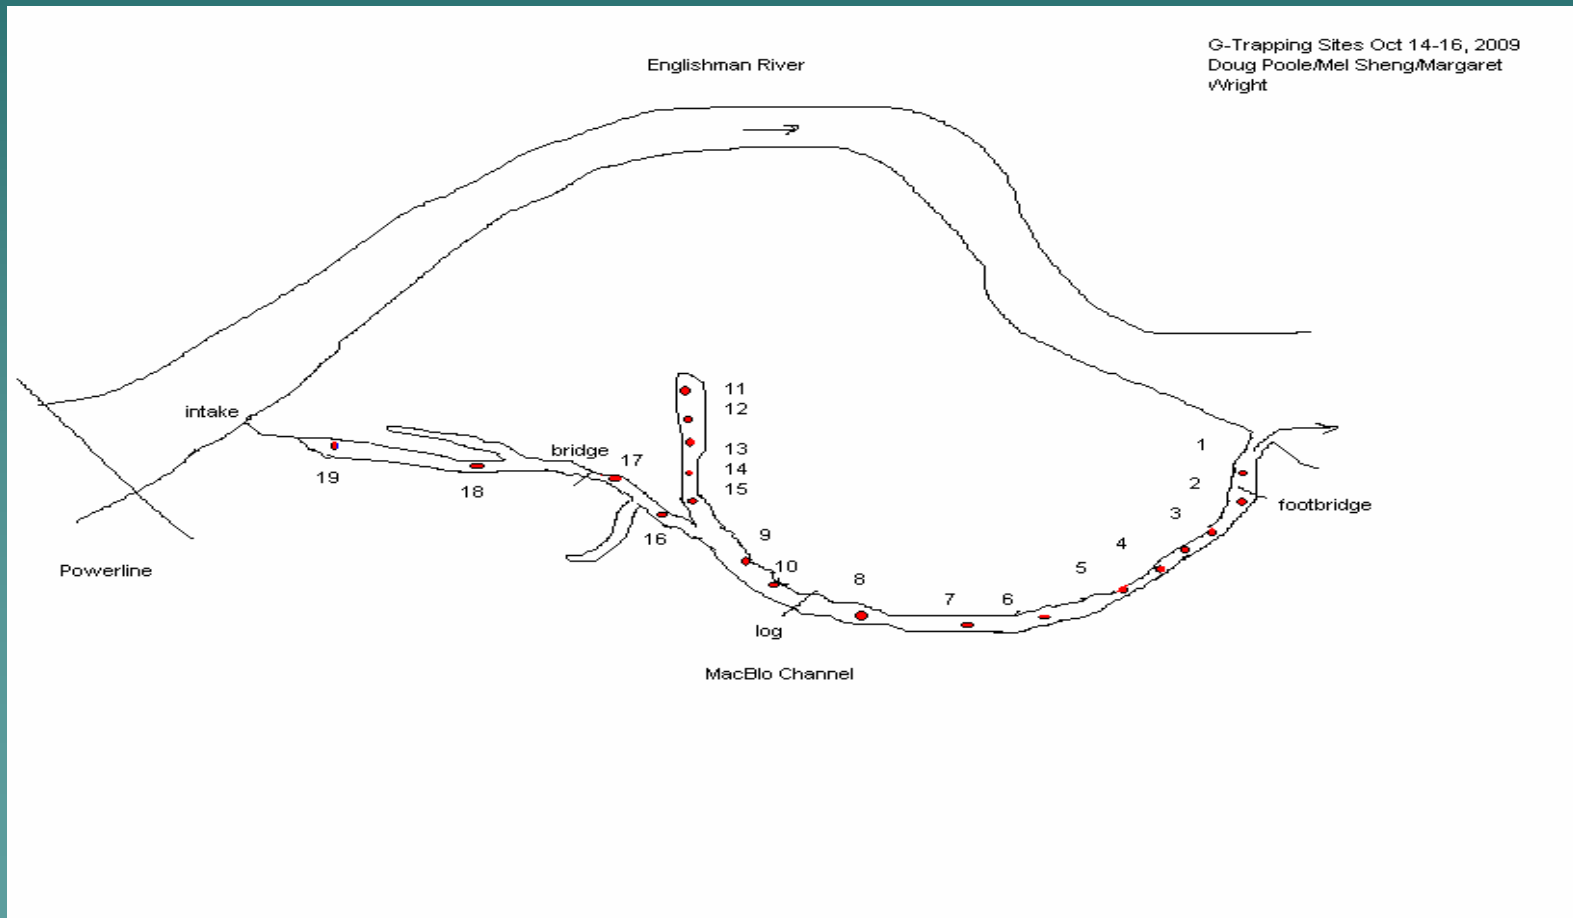 G-Trapping Sites Oct 14-16, 2009
Doug Poole/Mel Sheng/Margaret
Wright
Englishman River
11
12
intake
1
13
bridge
17
14
19
18
15
2
footbridge
3
9
16
4
10
5
8
Powerline
7
6
log
MacBlo Channel